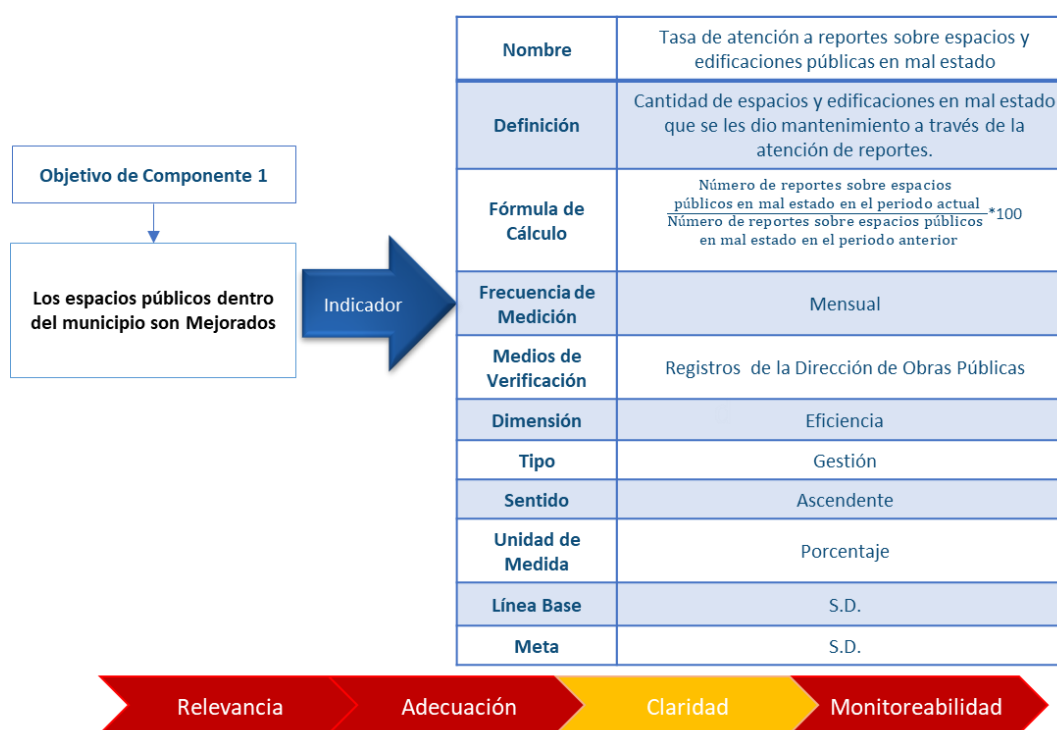 Objetivo de Componente 1
Los espacios públicos dentro
del municipio son Mejorados
Indicador
Nombre
Tasa de atención a reportes sobre espacios y
edificaciones públicas en mal estado
Definición
Cantidad de espacios y edificaciones en mal estado
que se les dio mantenimiento a través de la
atención de reportes.
Fórmula de
Cálculo
Número de reportes sobre espacios
públicos en mal estado en el periodo actual
Número de reportes sobre espacios públicos
en mal estado en el periodo anterior
*100
Frecuencia de
Medición
Mensual
Medios de
Verificación
Registros de la Dirección de Obras Públicas
Dimensión
Eficiencia
Tipo
Gestión
Sentido
Ascendente
Unidad de
Medida
Porcentaje
Línea Base
S.D.
Meta
S.D.
Relevancia
Adecuación
Claridad
Monitoreabilidad